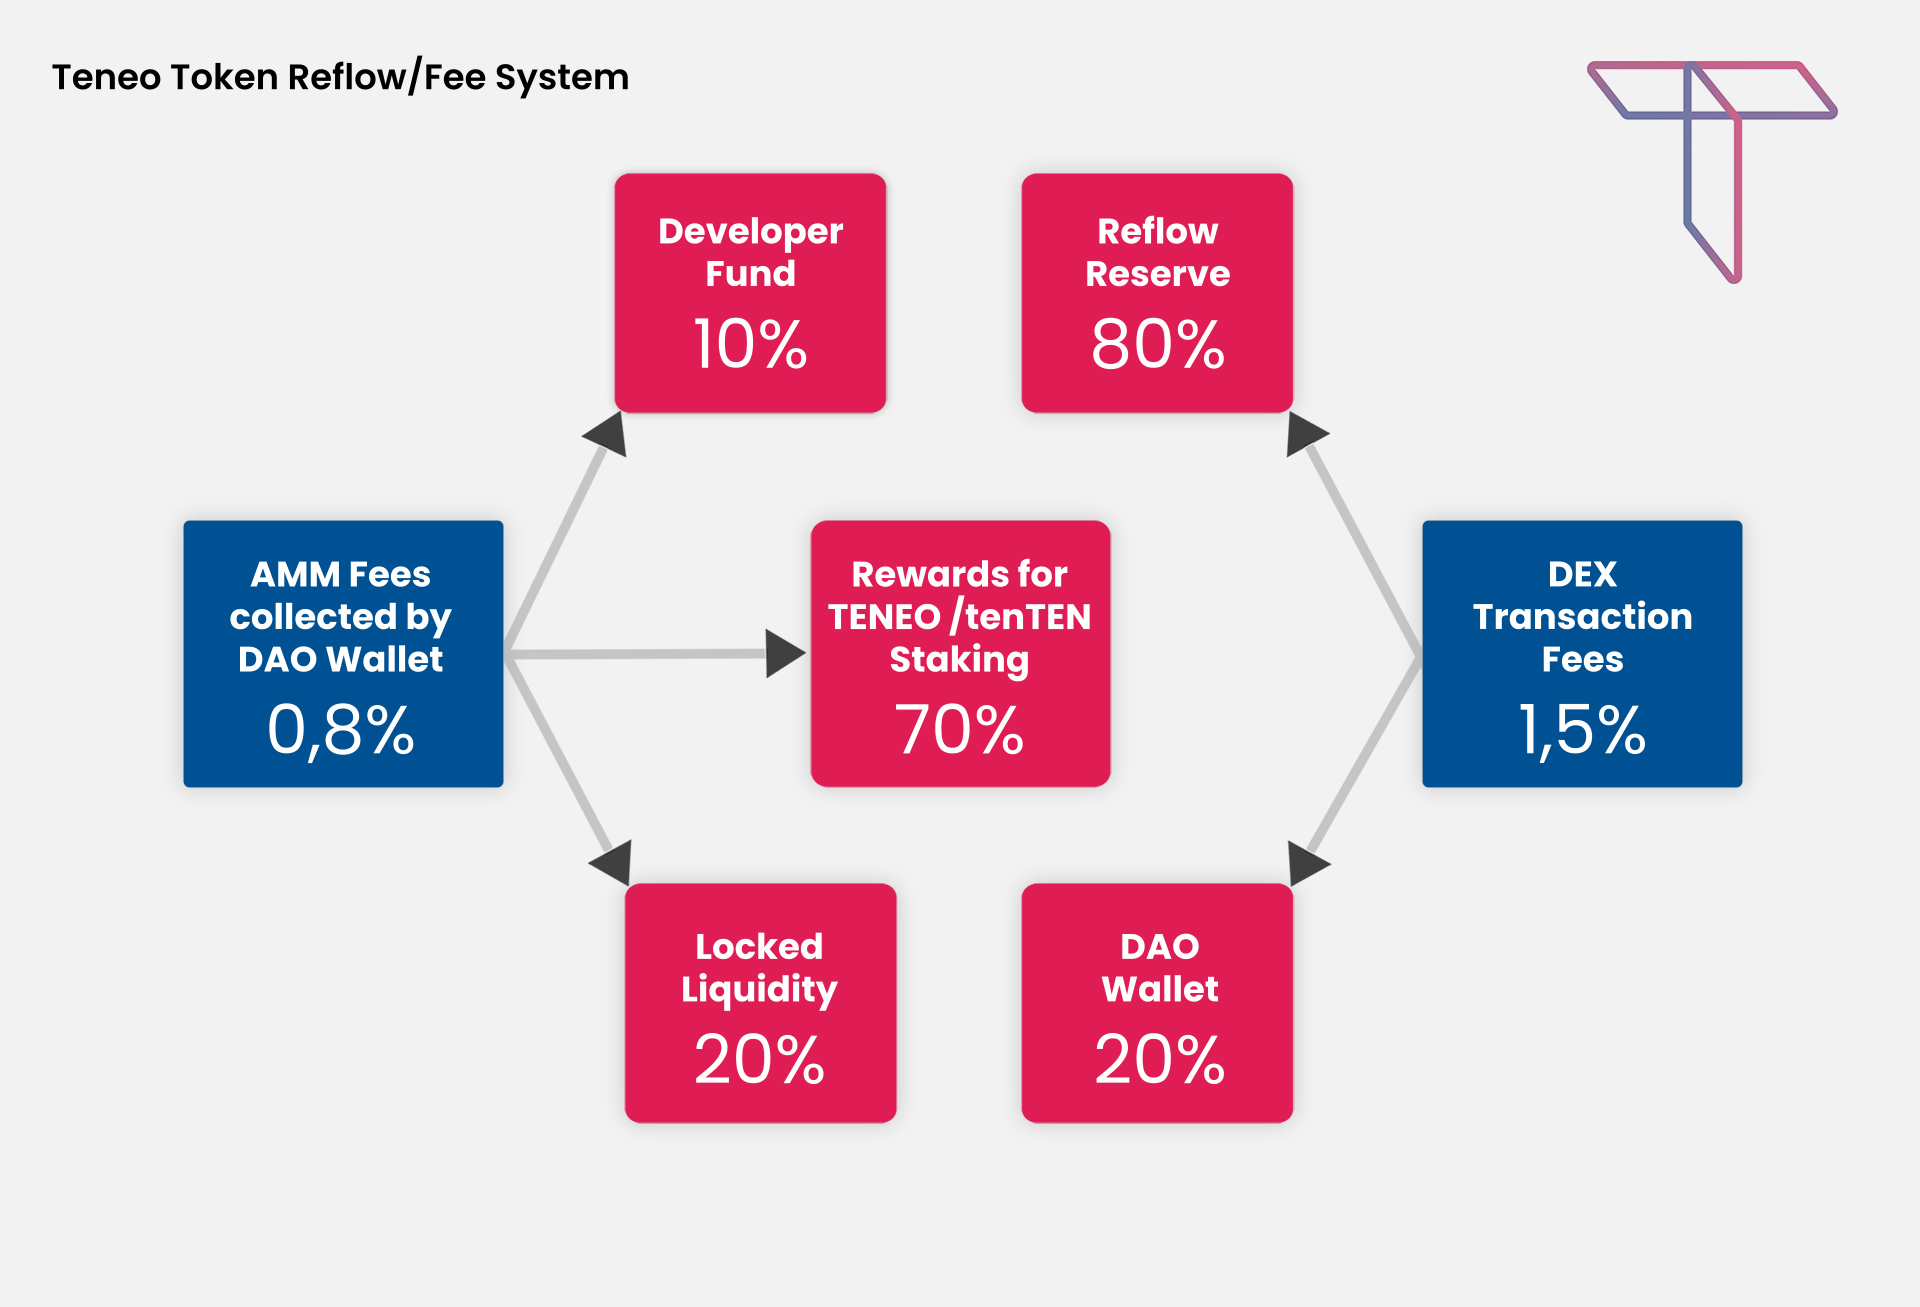 Teneo Token Reflow/Fee System
Developer
Fund
10%
Reflow
Reserve
80%
AMM Fees
collected by
DAO Wallet
0,8%
Rewards for
TENEO /tenTEN
Staking
70%
DEX
Transaction
Fees
1,5%
Locked
Liquidity
20%
DAO
Wallet
20%